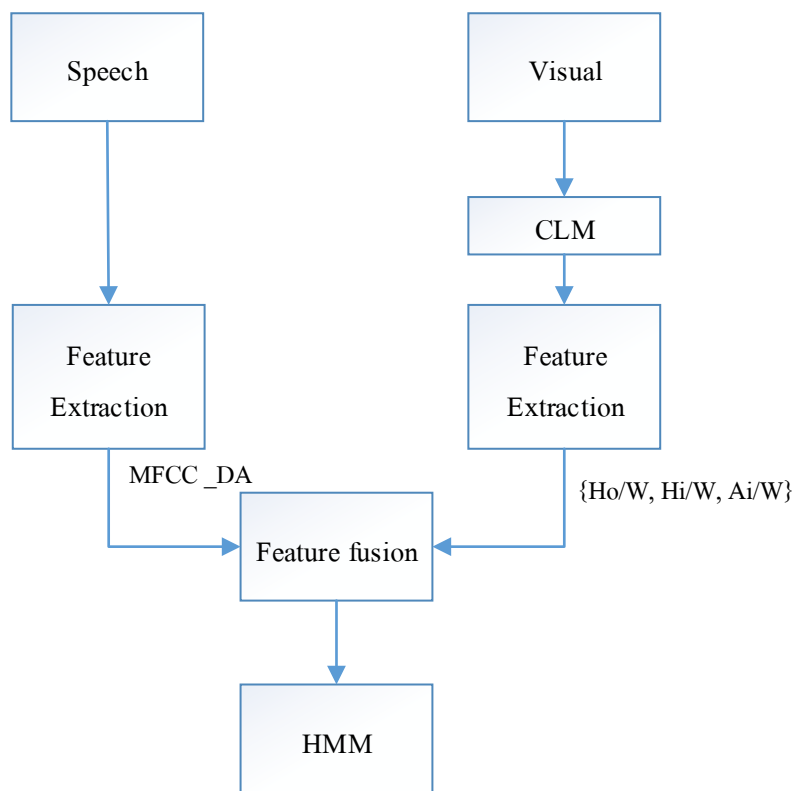 Speech
Visual
CLM
Feature
Extraction
Feature
Extraction
MFCC _DA
{Ho/W, Hi/W, Ai/W}
Feature fusion
HMM